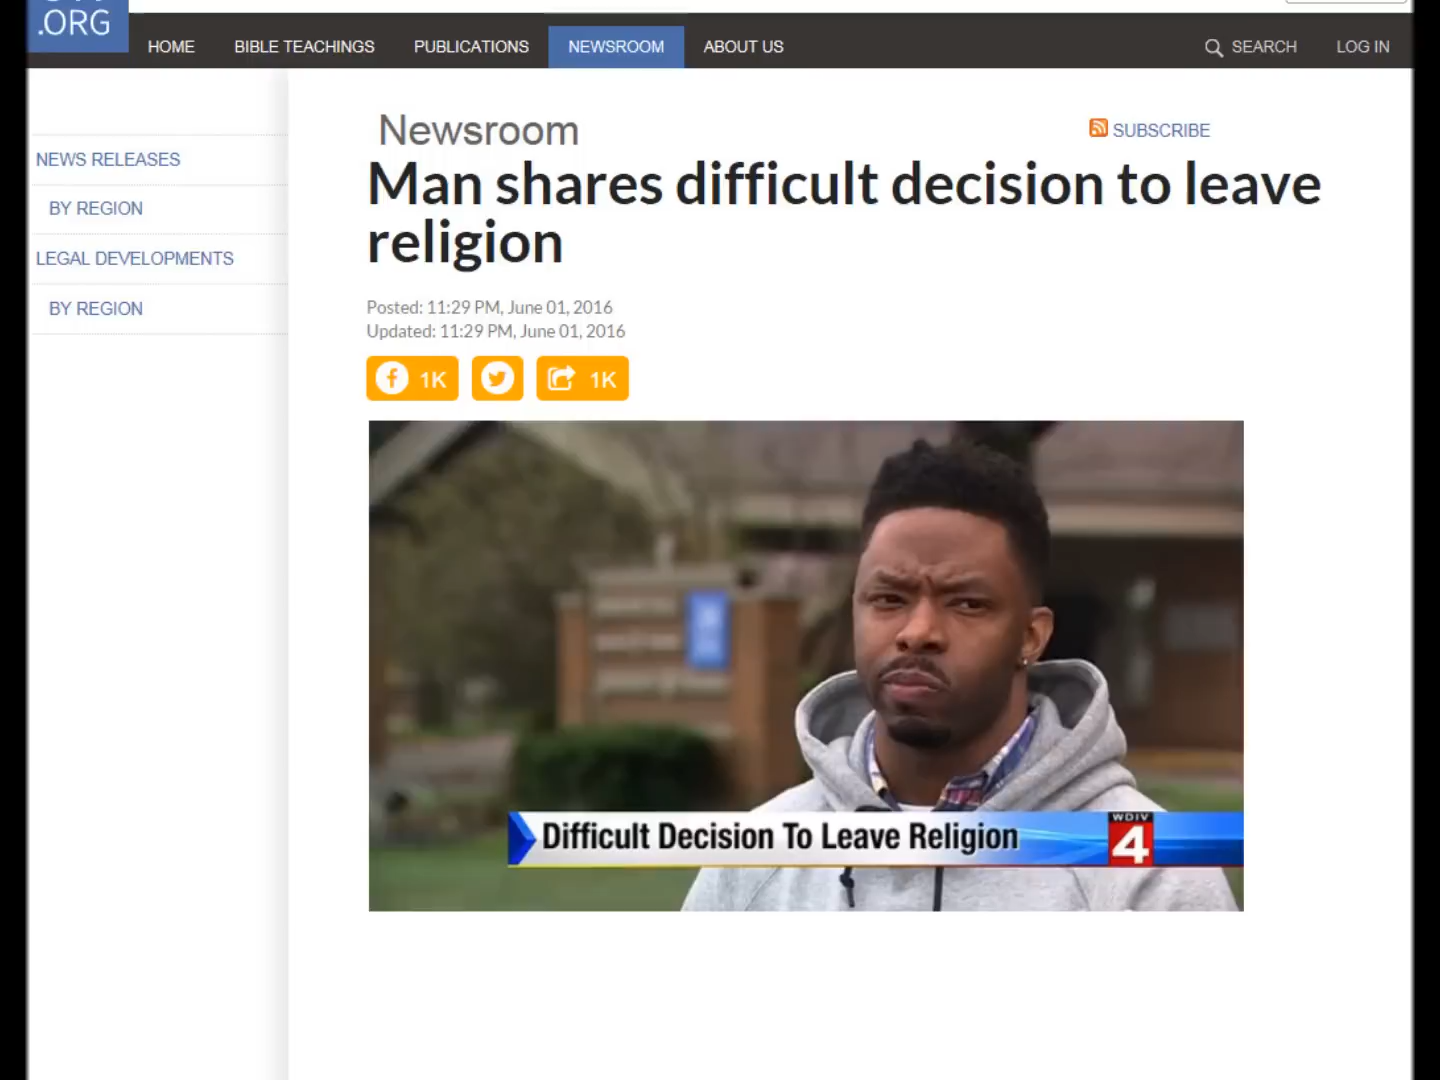 .ORG
HOME
BIBLE TEACHINGS
PUBLICATIONS
NEWSROOM
ABOUT US
SEARCH
LOG IN
NEWS RELEASES
BY REGION
LEGAL DEVELOPMENTS
BY REGION
Newsroom
SUBSCRIBE
Man shares difficult decision to leave
religion
Posted: 11:29 PM, June 01, 2016
Updated: 11:29 PM, June 01, 2016
1K
1K
Difficult Decision To Leave Religion
WDIV
4